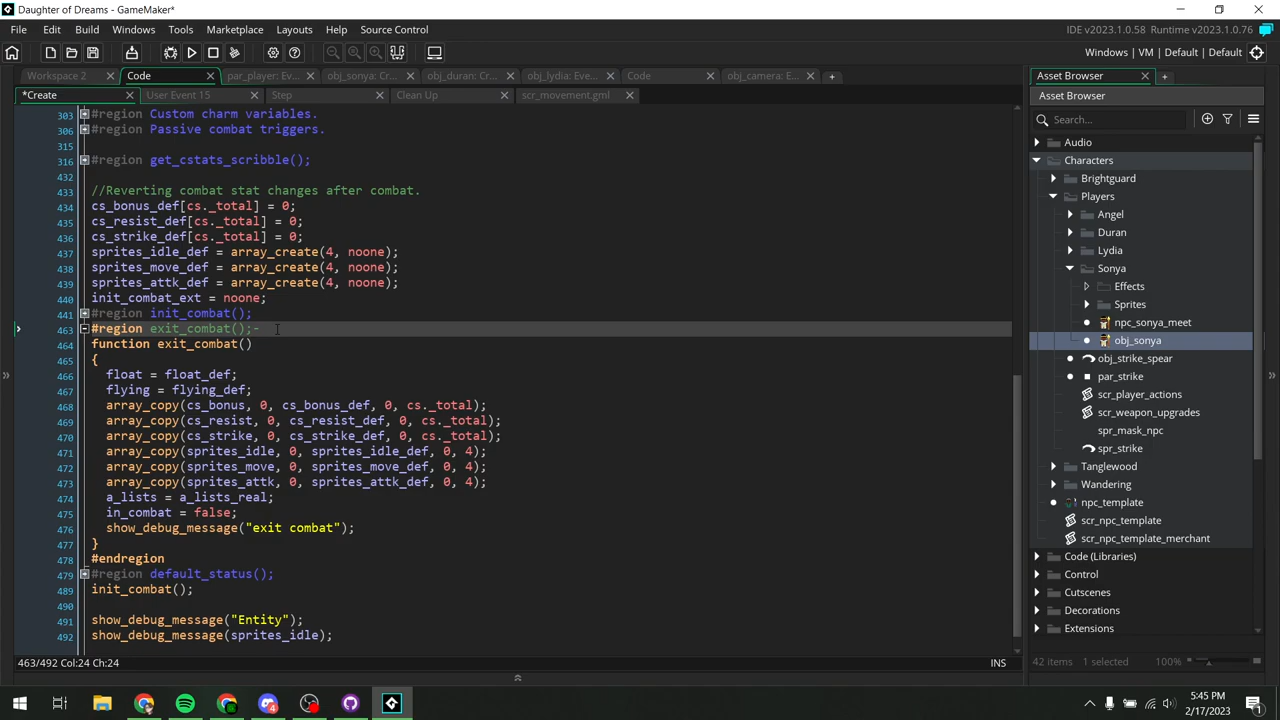 Daughter of Dreams - GameMaker*
File Edit Build Windows Tools Marketplace Layouts Help Source Control
IDE v2023.1.0.58 Runtime v2023.1.0.76
Windows | VM | Default | Default
Workspace 2 Code par_player: Eve... obj_sonya: Cr... obj_duran: Cr... obj_lydia: Eve... Code obj_camera: E...
*Create User Event 15 Step Clean Up scr_movement.gml
303 #region Custom charm variables.
306 #region Passive combat triggers.
315
316 #region get_cstats_scribble();
432
433 //Reverting combat stat changes after combat.
434 cs_bonus_def[cs._total] = 0;
435 cs_resist_def[cs._total] = 0;
436 cs_strike_def[cs._total] = 0;
437 sprites_idle_def = array_create(4, noone);
438 sprites_move_def = array_create(4, noone);
439 sprites_attk_def = array_create(4, noone);
440 init_combat_ext = noone;
441 #region init_combat();
463 #region exit_combat();-
464 function exit_combat()
465 {
466 float = float_def;
467 flying = flying_def;
468 array_copy(cs_bonus, 0, cs_bonus_def, 0, cs._total);
469 array_copy(cs_resist, 0, cs_resist_def, 0, cs._total);
470 array_copy(cs_strike, 0, cs_strike_def, 0, cs._total);
471 array_copy(sprites_idle, 0, sprites_idle_def, 0, 4);
472 array_copy(sprites_move, 0, sprites_move_def, 0, 4);
473 array_copy(sprites_attk, 0, sprites_attk_def, 0, 4);
474 a_lists = a_lists_real;
475 in_combat = false;
476 show_debug_message("exit combat");
477 }
478 #endregion
479 #region default_status();
489 init_combat();
490
491 show_debug_message("Entity");
492 show_debug_message(sprites_idle);
463/492 Col:24 Ch:24
INS
Asset Browser
Asset Browser
Search...
Audio
Characters
Brightguard
Players
Angel
Duran
Lydia
Sonya
Effects
Sprites
npc_sonya_meet
obj_sonya
obj_strike_spear
par_strike
scr_player_actions
scr_weapon_upgrades
spr_mask_npc
spr_strike
Tanglewood
Wandering
npc_template
scr_npc_template
scr_npc_template_merchant
Code (Libraries)
Control
Cutscenes
Decorations
Enemies
42 items 1 selected 100%
5:45 PM
2/17/2023
1